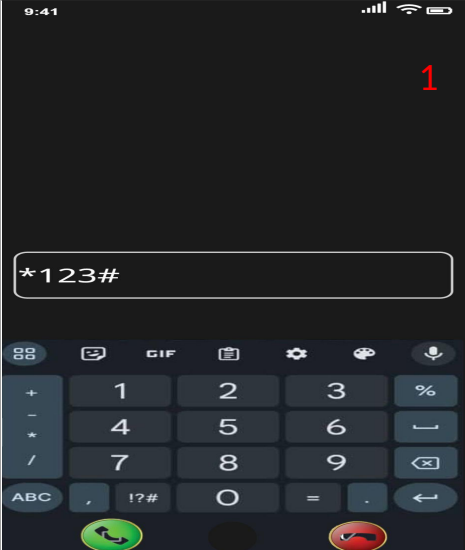 9:41
1
*123#
GIF
+ 1 2 3 %
-
* 4 5 6
/ 7 8 9
ABC , !?# 0 = .